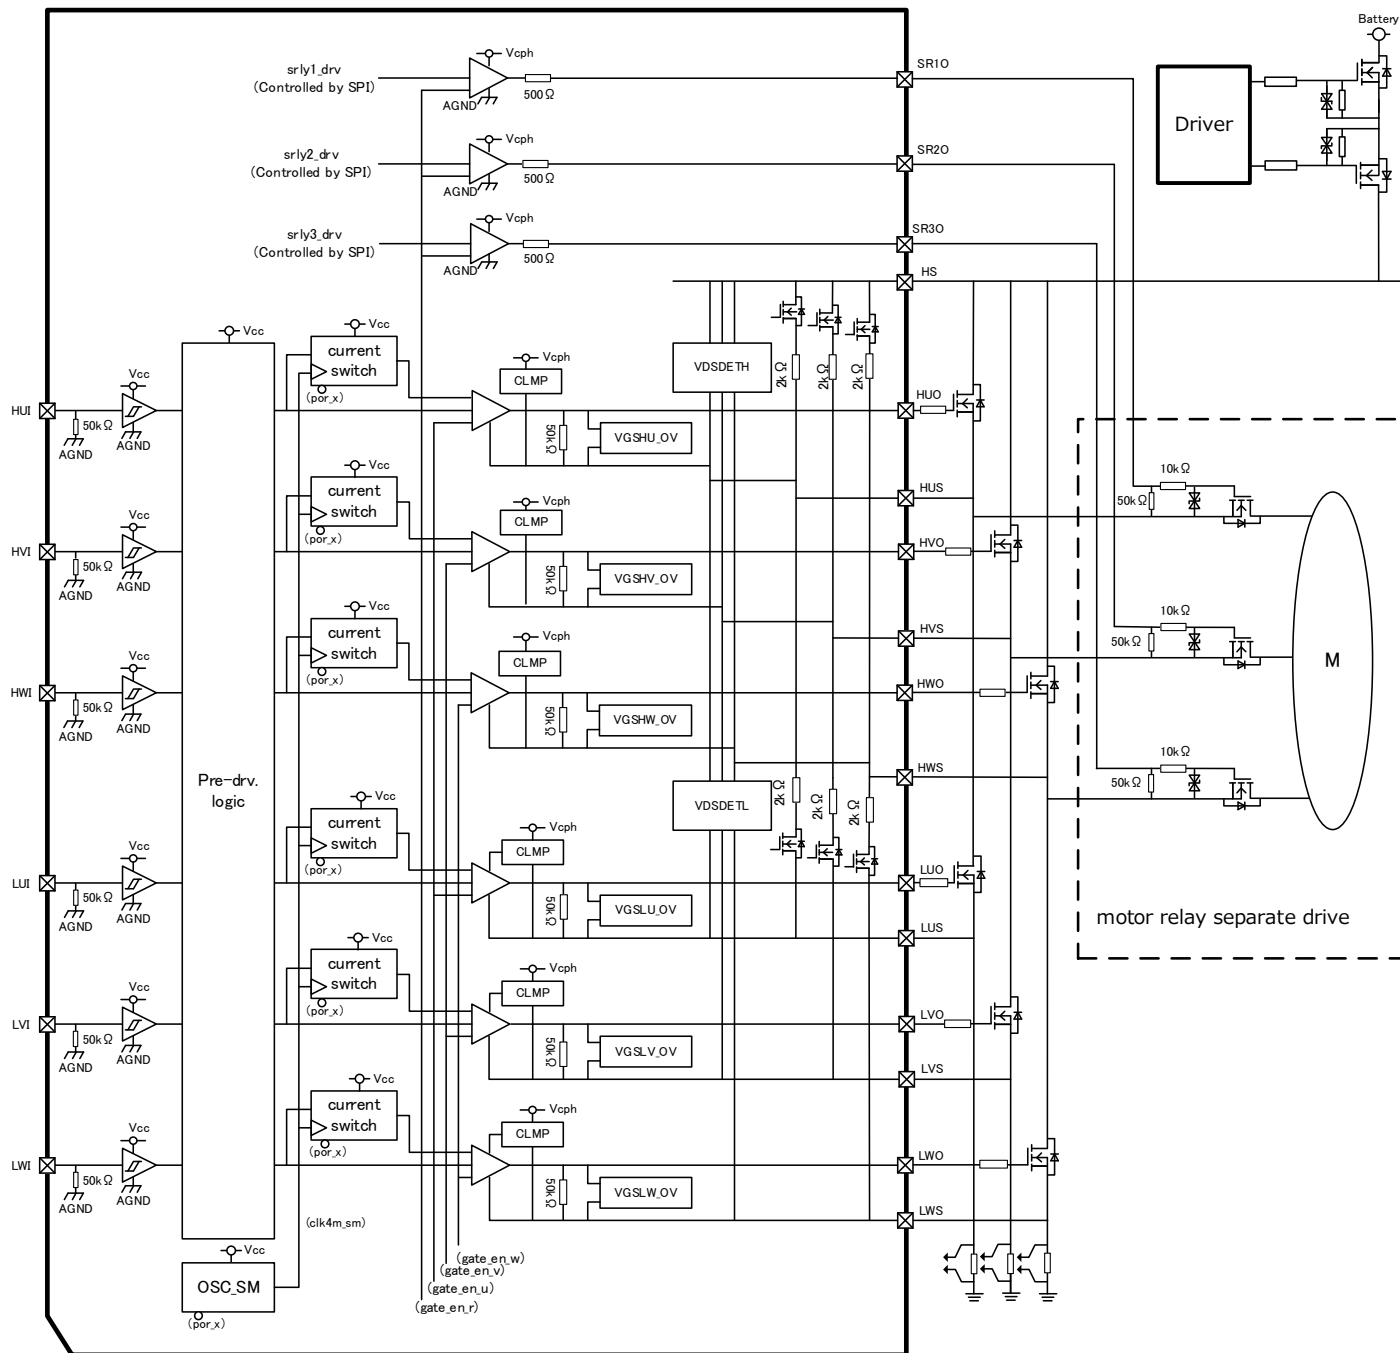 Battery
Vcph
srly1_drv
(Controlled by SPI)
AGND
500Ω
SR1O
Driver
Vcph
srly2_drv
(Controlled by SPI)
AGND
500Ω
SR2O
Vcph
srly3_drv
(Controlled by SPI)
AGND
500Ω
SR3O
HS
Vcc
Vcc
current
switch
(por_x)
Vcph
CLMP
VDSDETH
2kΩ
2kΩ
2kΩ
Vcc
HUI
50kΩ
AGND
AGND
50kΩ
VGSHU_OV
HUO
Vcc
current
switch
(por_x)
Vcph
CLMP
HUS
10kΩ
50kΩ
Vcc
HVI
50kΩ
AGND
AGND
50kΩ
VGSHV_OV
HVO
Vcc
current
switch
(por_x)
Vcph
CLMP
HVS
10kΩ
50kΩ
M
Vcc
HWI
50kΩ
AGND
AGND
50kΩ
VGSHW_OV
HWO
Pre-drv.
logic
VDSDETL
2kΩ
2kΩ
2kΩ
HWS
10kΩ
50kΩ
Vcc
current
switch
(por_x)
Vcph
CLMP
Vcc
LUI
50kΩ
AGND
AGND
50kΩ
VGSLU_OV
LUO
LUS
motor relay separate drive
Vcc
current
switch
(por_x)
Vcph
CLMP
Vcc
LVI
50kΩ
AGND
AGND
50kΩ
VGSLV_OV
LVO
LVS
Vcc
current
switch
(por_x)
Vcph
CLMP
Vcc
LWI
50kΩ
AGND
AGND
50kΩ
VGSLW_OV
LWO
LWS
(clk4m_sm)
Vcc
OSC_SM
(por_x)
(gate_en_w)
(gate_en_v)
(gate_en_u)
(gate_en_r)